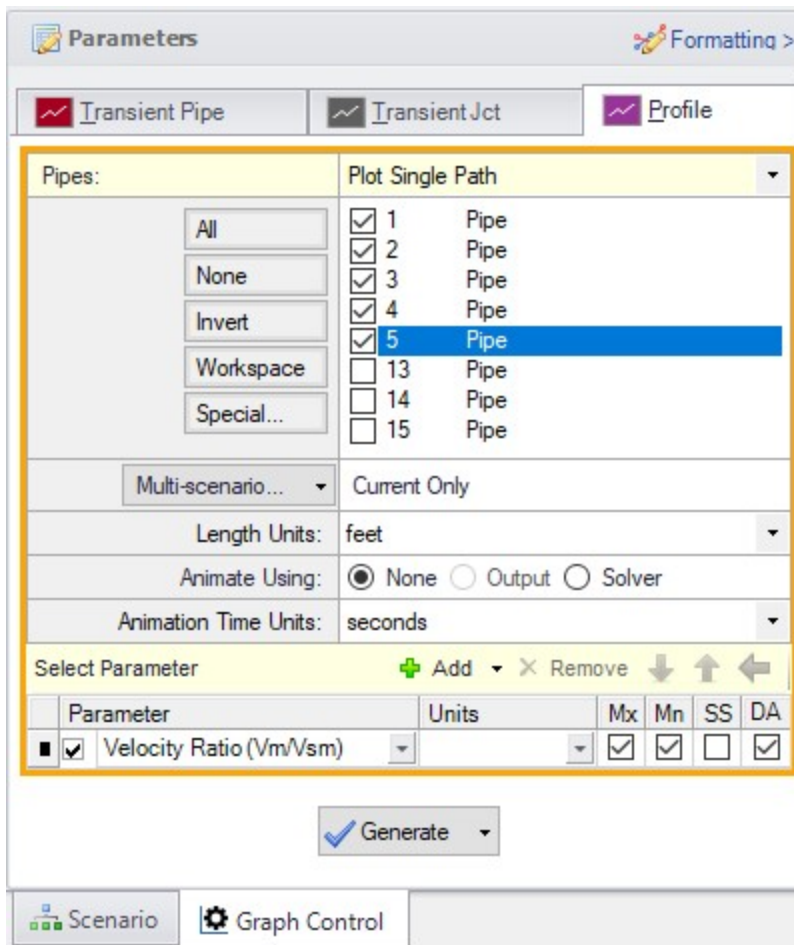 Parameters
Formatting >
Transient Pipe
Transient Jct
Profile
Pipes:
Plot Single Path
All
None
Invert
Workspace
Special...
1 Pipe
2 Pipe
3 Pipe
4 Pipe
5 Pipe
13 Pipe
14 Pipe
15 Pipe
Multi-scenario... Current Only
Length Units: feet
Animate Using: None Output Solver
Animation Time Units: seconds
Select Parameter Add Remove
Parameter Units Mx Mn SS DA
Velocity Ratio (Vm/Vsm)
Generate
Scenario Graph Control